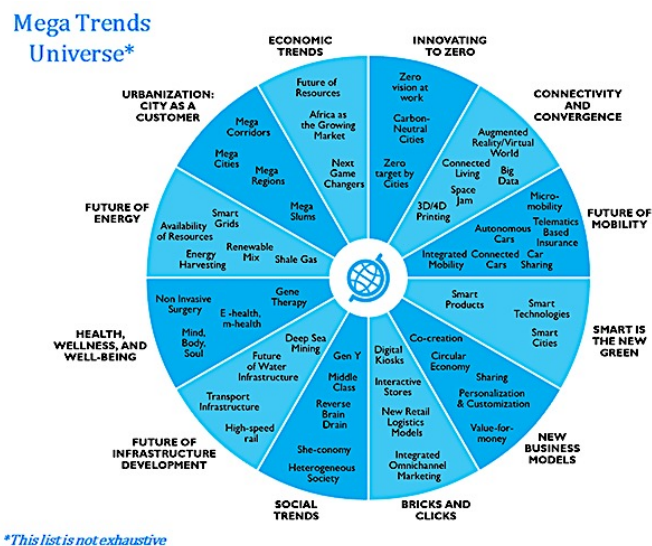 Mega Trends
Universe*
ECONOMIC
TRENDS
Future of
Resources
Africa as
the Growing
Market
Next
Game
Changers
INNOVATING
TO ZERO
Zero
vision at
work
Carbon-
Neutral
Cities
Zero
target by
Cities
CONNECTIVITY
AND
CONVERGENCE
Augmented
Reality/Virtual
World
Connected
Living
Big
Data
Space
Jam
3D/4D
Printing
FUTURE OF
MOBILITY
Micro-
mobility
Telematics
Based
Insurance
Autonomous
Cars
Integrated
Mobility
Connected
Cars
Car
Sharing
SMART IS
THE NEW
GREEN
Smart
Products
Smart
Technologies
Smart
Cities
NEW
BUSINESS
MODELS
Co-creation
Circular
Economy
Sharing
Personalization
& Customization
Value-for-
money
BRICKS AND
CLICKS
Digital
Kiosks
Interactive
Stores
New Retail
Logistics
Models
Integrated
Omnichannel
Marketing
SOCIAL
TRENDS
Gen Y
Middle
Class
Reverse
Brain
Drain
She-conomy
Heterogeneous
Society
FUTURE OF
INFRASTRUCTURE
DEVELOPMENT
Deep Sea
Mining
Future
of Water
Infrastructure
Transport
Infrastructure
High-speed
rail
HEALTH,
WELLNESS, AND
WELL-BEING
Non Invasive
Surgery
Gene
Therapy
E -health,
m-health
Mind,
Body,
Soul
FUTURE OF
ENERGY
Smart
Grids
Availability
of Resources
Renewable
Mix
Energy
Harvesting
Shale Gas
URBANIZATION:
CITY AS A
CUSTOMER
Mega
Corridors
Mega
Cities
Mega
Regions
Mega
Slums
*This list is not exhaustive